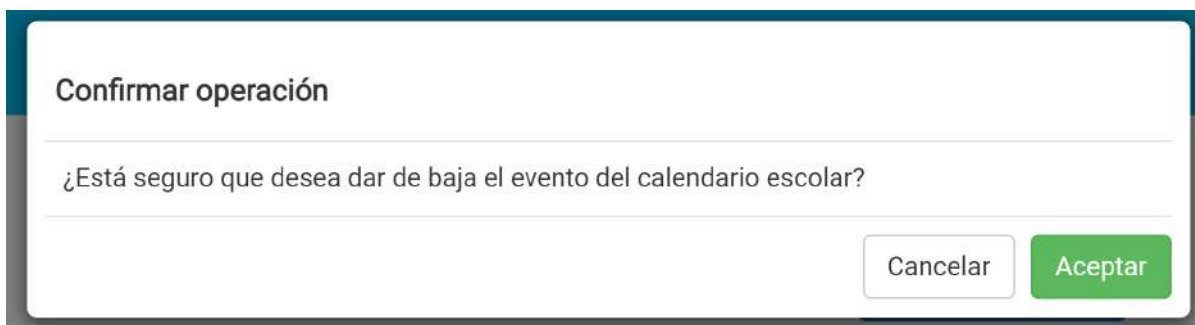 Confirmar operación
¿Está seguro que desea dar de baja el evento del calendario escolar?
Cancelar
Aceptar